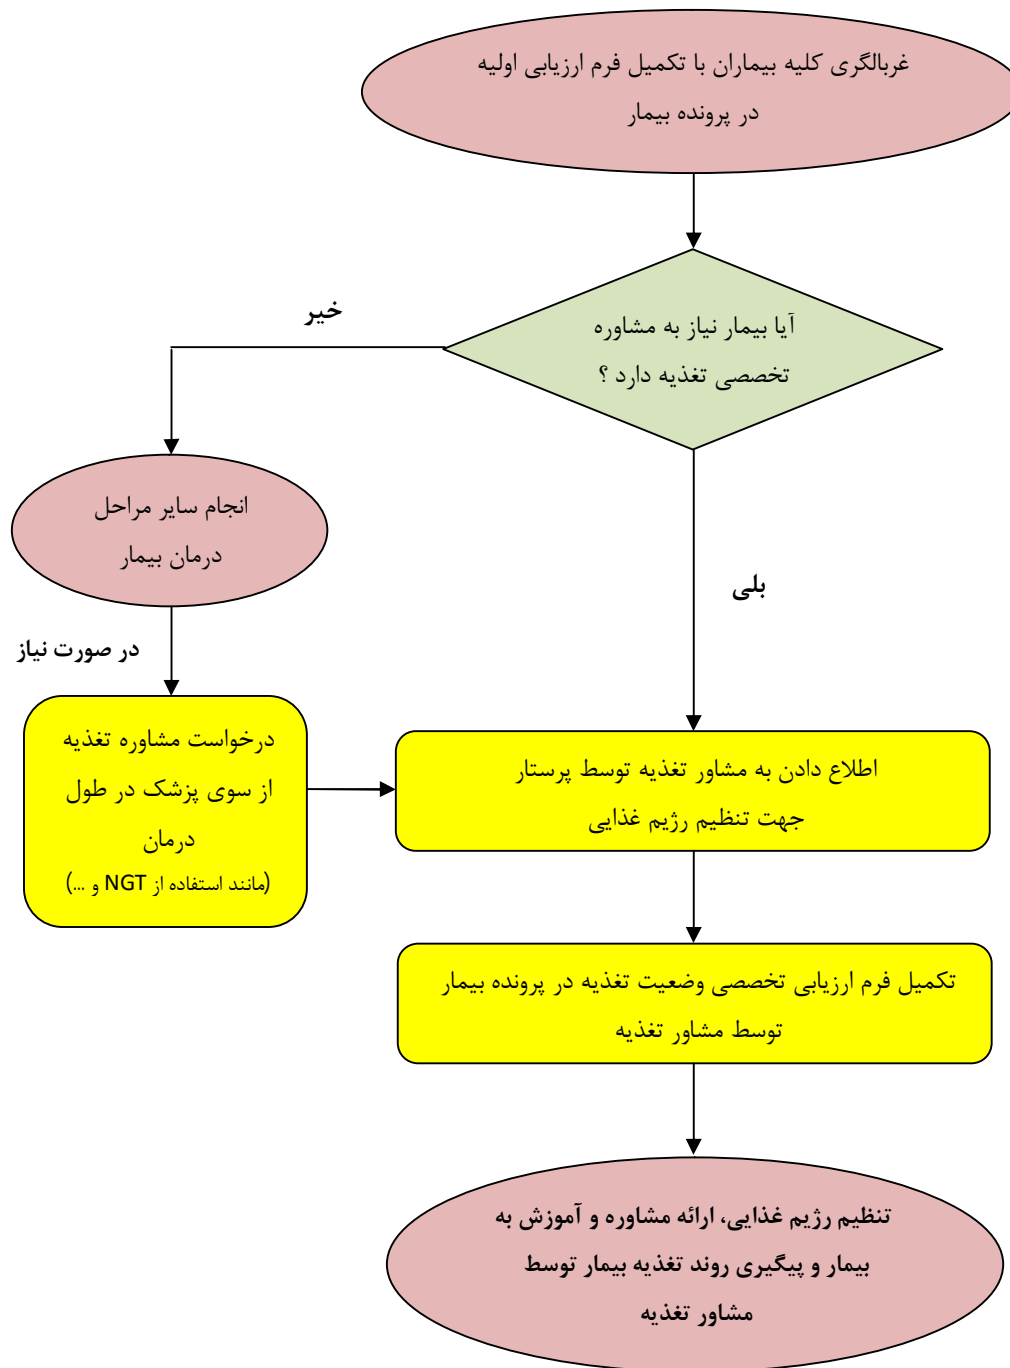 غربالگری کلیه بیماران با تکمیل فرم ارزیابی اولیه
در پرونده بیمار
آیا بیمار نیاز به مشاوره
تخصصی تغذیه دارد ؟
خیر
انجام سایر مراحل
درمان بیمار
بلی
در صورت نیاز
درخواست مشاوره تغذیه
از سوی پزشک در طول
درمان
(مانند استفاده از NGT و ...)
اطلاع دادن به مشاور تغذیه توسط پرستار
جهت تنظیم رژیم غذایی
تکمیل فرم ارزیابی تخصصی وضعیت تغذیه در پرونده بیمار
توسط مشاور تغذیه
تنظیم رژیم غذایی، ارائه مشاوره و آموزش به
بیمار و پیگیری روند تغذیه بیمار توسط
مشاور تغذیه